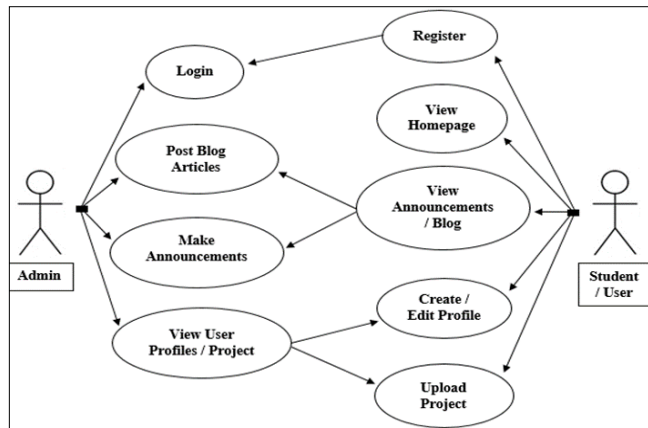 Register
Login
View
Homepage
Post Blog
Articles
View
Announcements
/ Blog
Make
Announcements
Admin
Student
/ User
Create /
Edit Profile
View User
Profiles / Project
Upload
Project